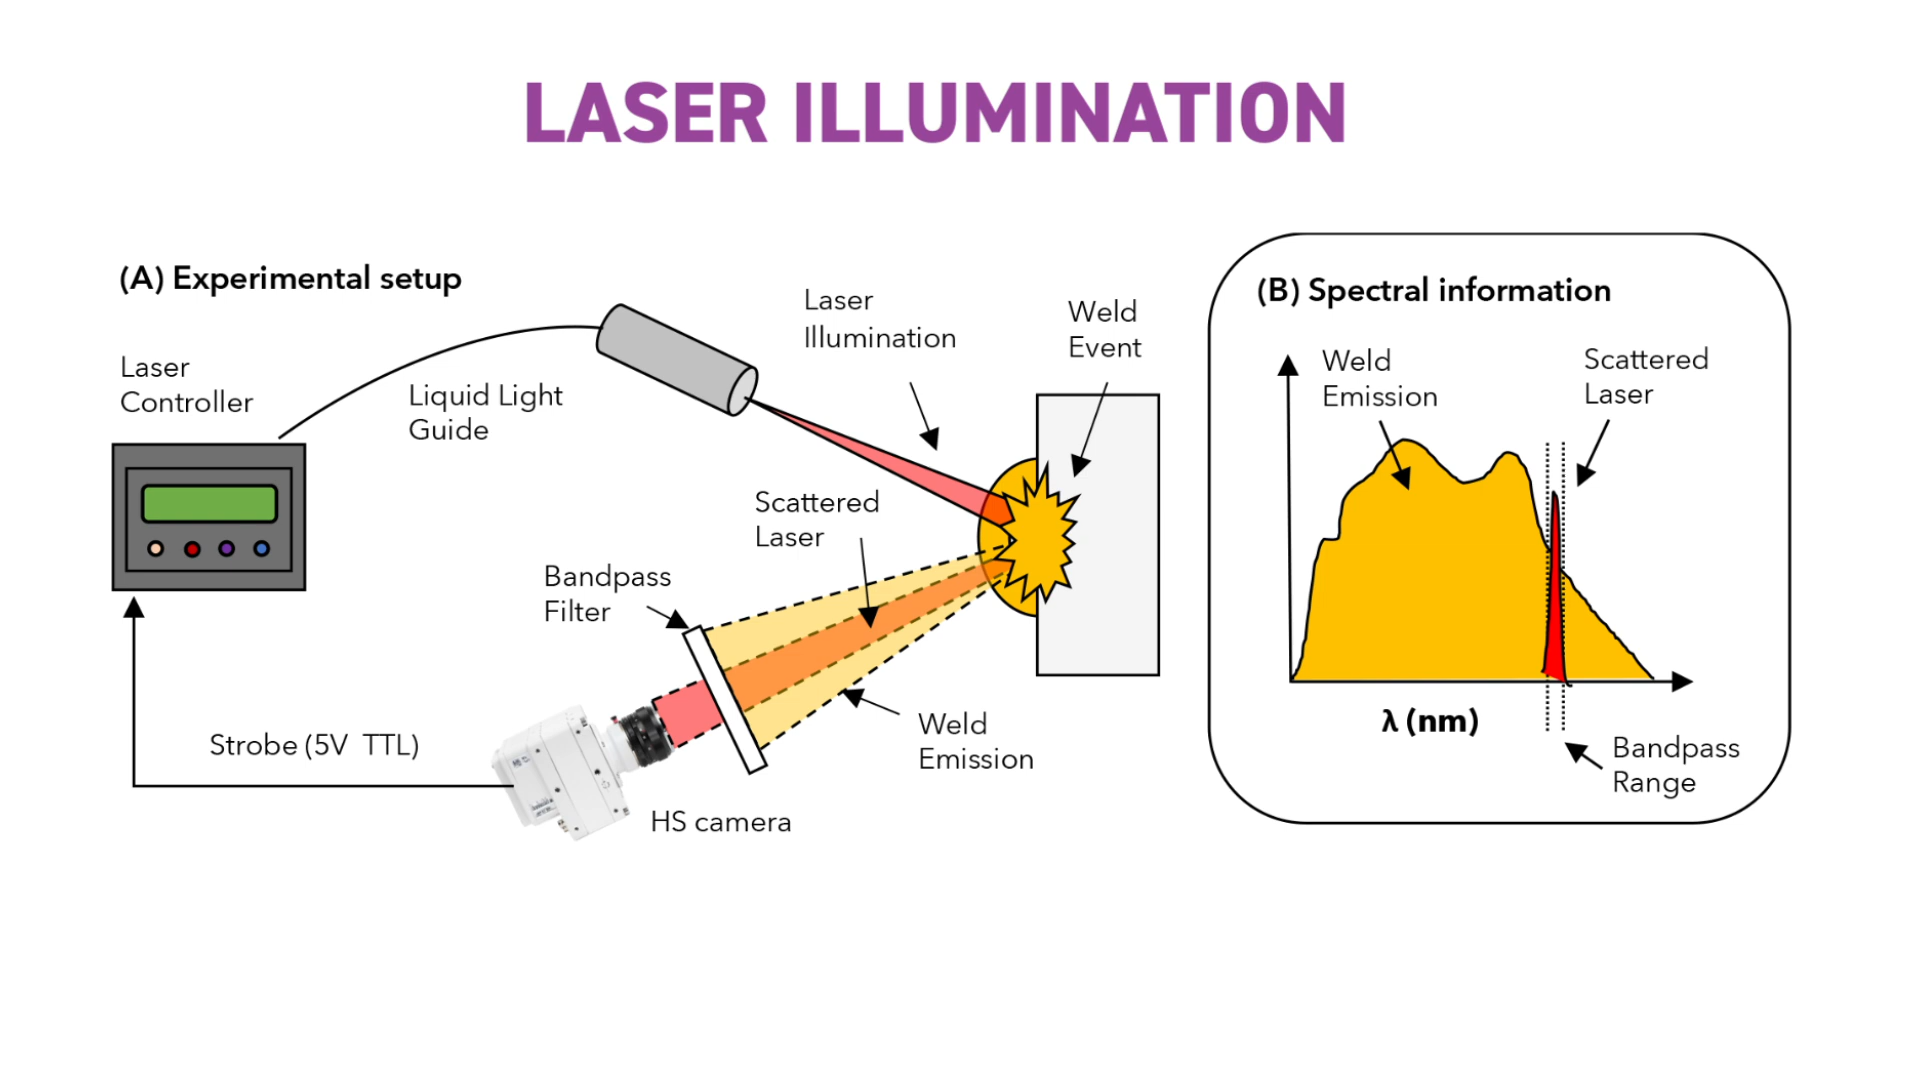 LASER ILLUMINATION
(A) Experimental setup
Laser
Controller
Liquid Light
Guide
Laser
Illumination
Weld
Event
Scattered
Laser
Bandpass
Filter
Weld
Emission
Strobe (5V  TTL)
HS camera
(B) Spectral information
Weld
Emission
Scattered
Laser
λ (nm)
Bandpass
Range